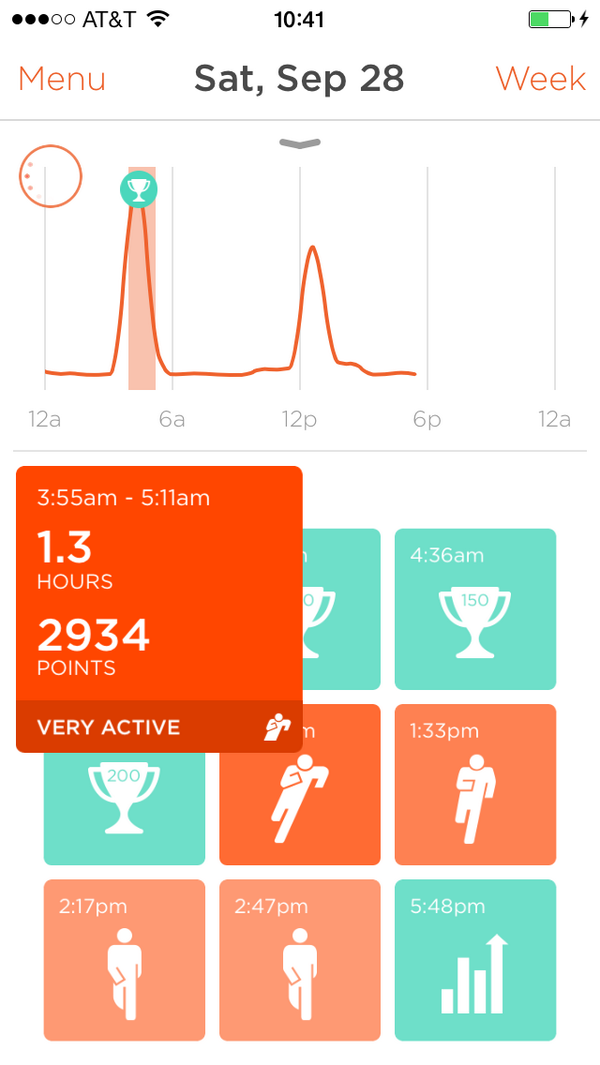 AT&T 10:41
Menu Sat, Sep 28 Week
12a 6a 12p 6p 12a
3:55am - 5:11am
1.3
HOURS
2934
POINTS
VERY ACTIVE
4:36am
150
1:33pm
200
2:17pm 2:47pm 5:48pm